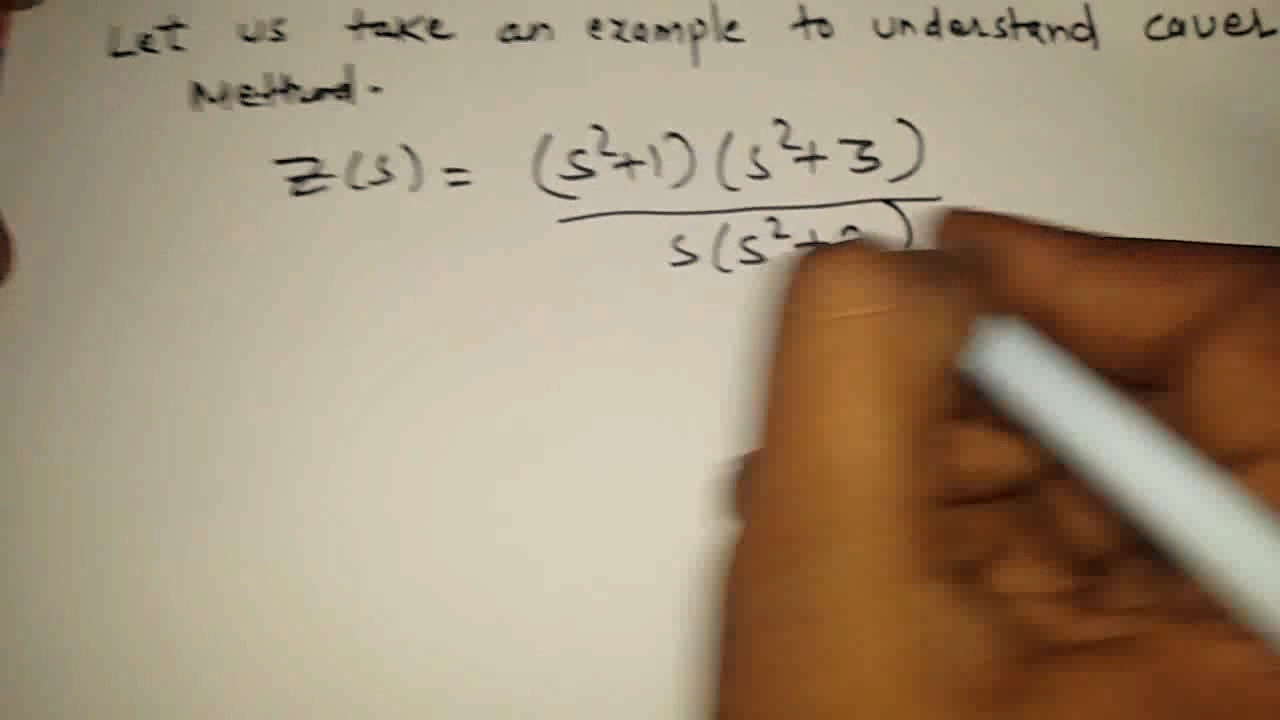 Let us take an example to understand cauer
Method.
Z(s) = (s²+1)(s²+3)
s(s²+